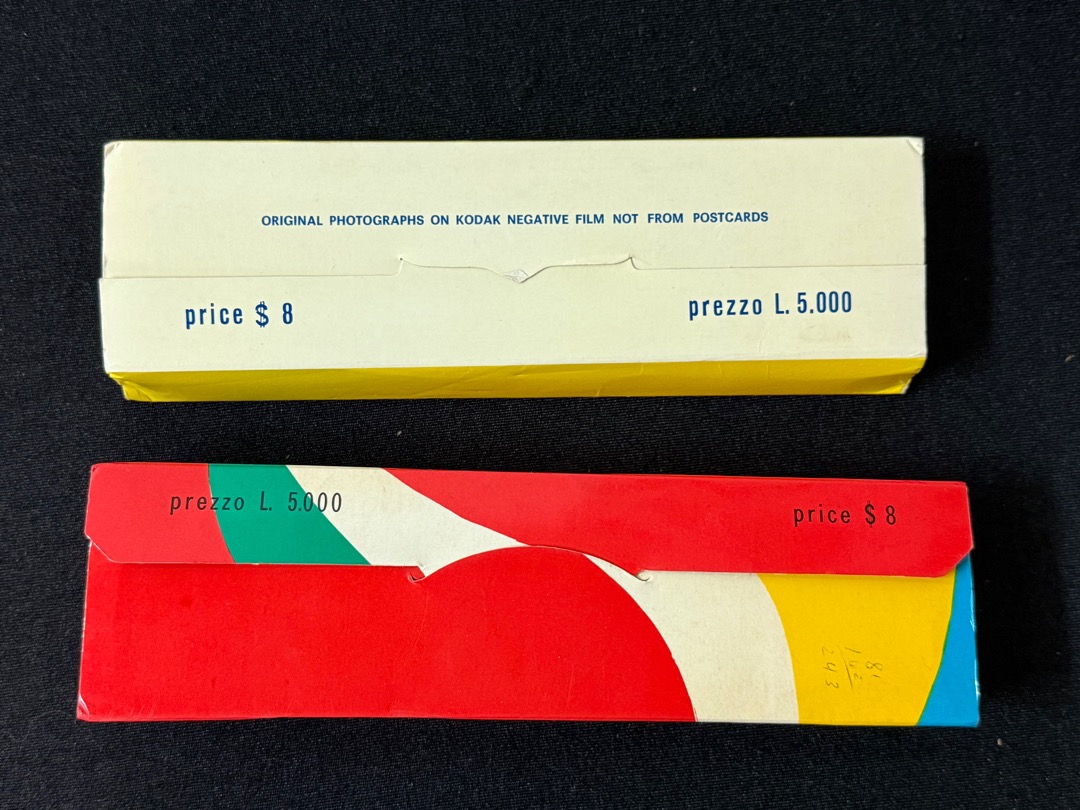 ORIGINAL PHOTOGRAPHS ON KODAK NEGATIVE FILM NOT FROM POSTCARDS
price $ 8
prezzo L. 5.000
prezzo L. 5.000
price $ 8
243